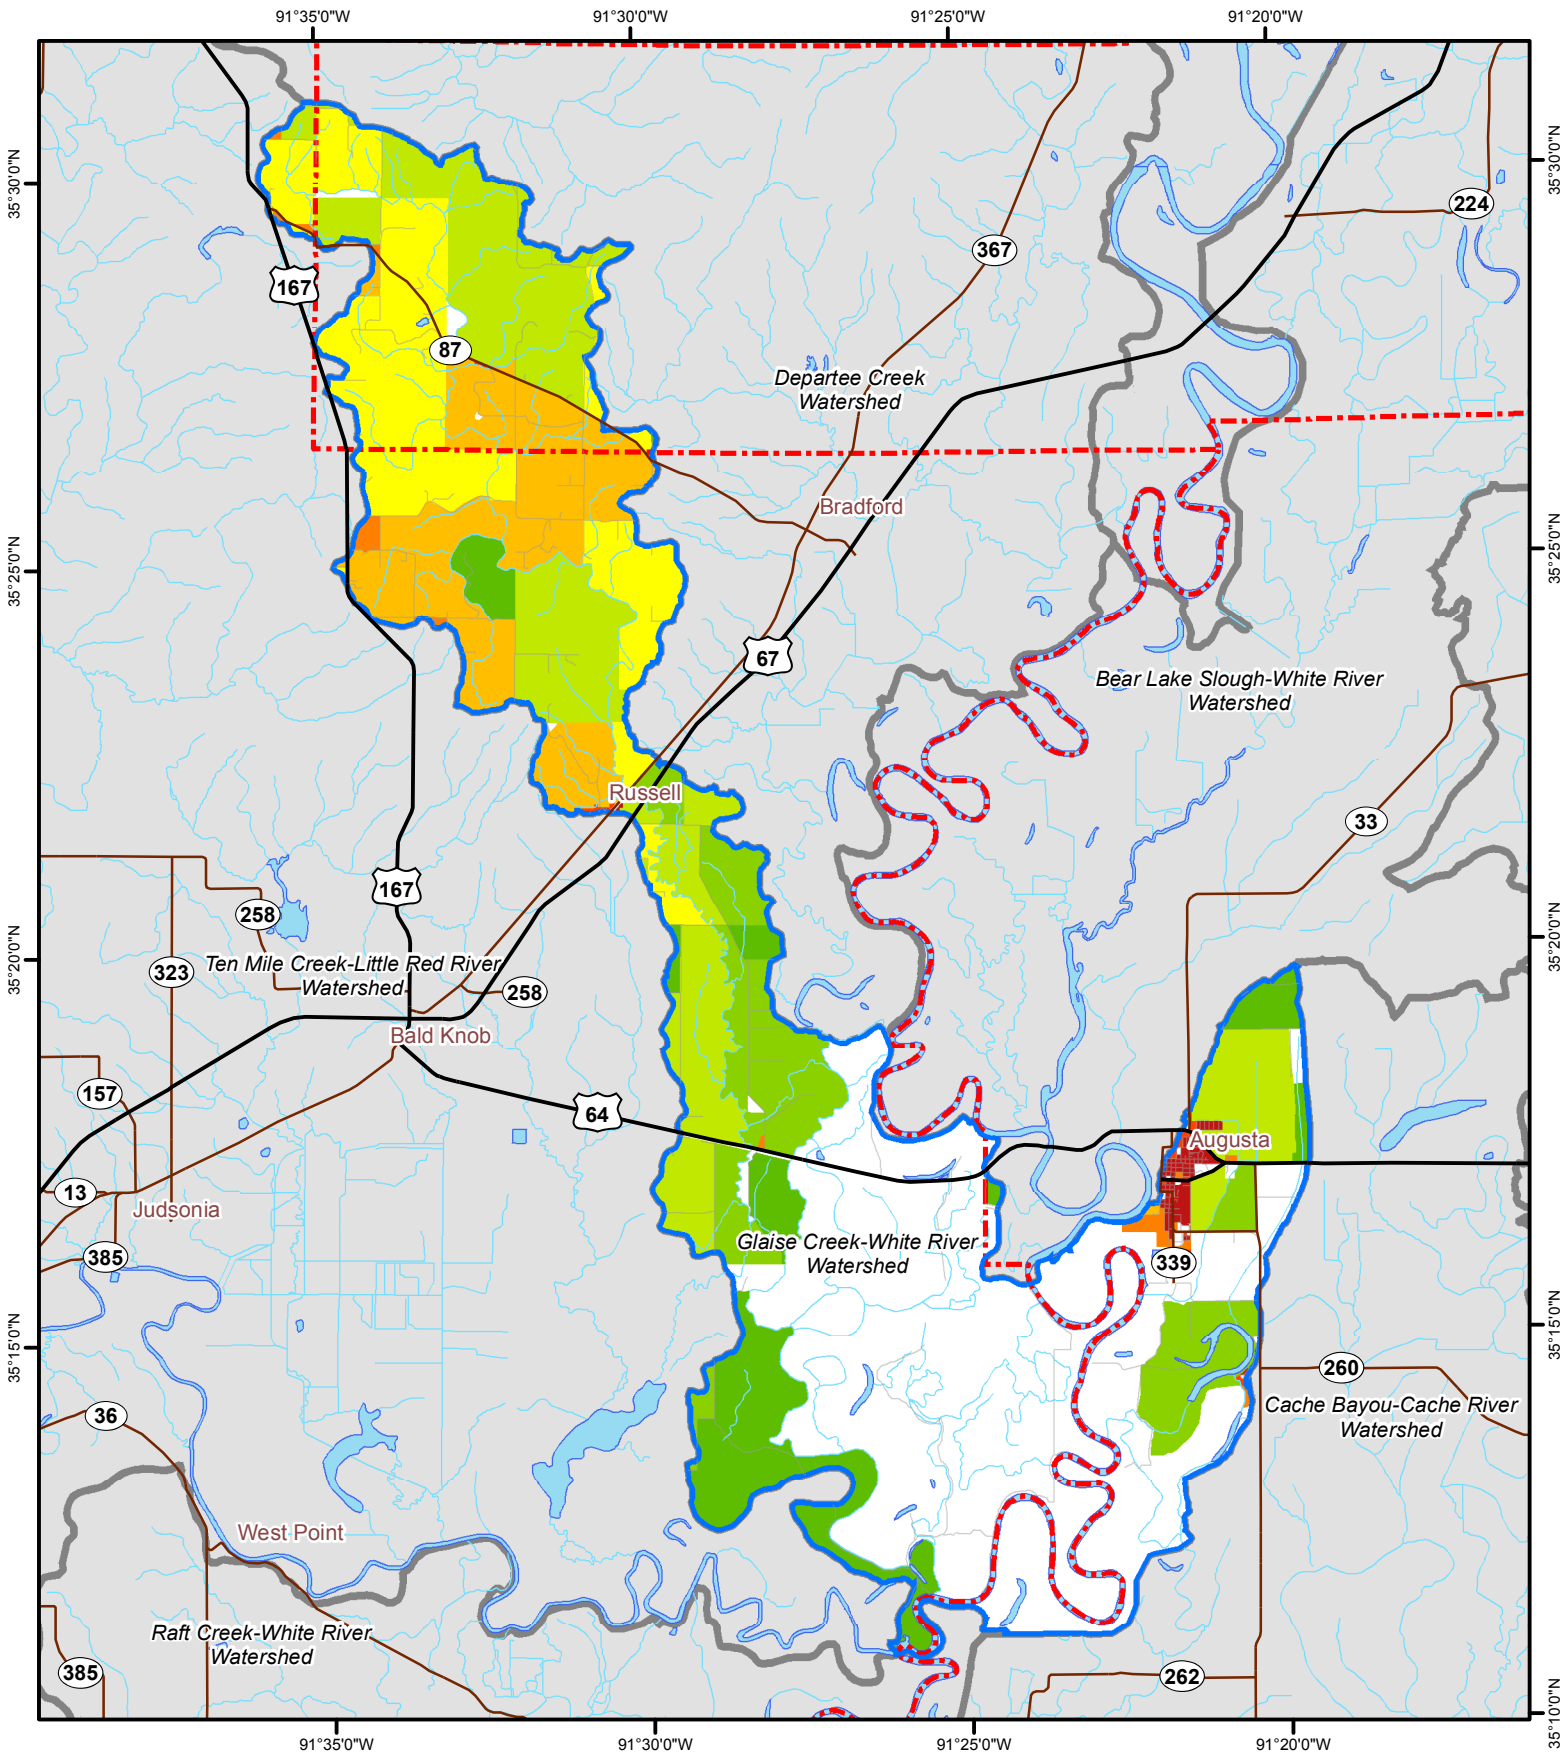 91°35'0"W
91°30'0"W
91°25'0"W
91°20'0"W
35°30'0"N
35°30'0"N
224
367
167
87
Departee Creek
Watershed
Bradford
35°25'0"N
35°25'0"N
67
Bear Lake Slough-White River
Watershed
Russell
33
167
258
Ten Mile Creek-Little Red River
Watershed
323
258
35°20'0"N
35°20'0"N
Bald Knob
157
64
Augusta
13
Judsonia
385
Glaise Creek-White River
Watershed
339
35°15'0"N
35°15'0"N
260
Cache Bayou-Cache River
Watershed
36
West Point
Raft Creek-White River
Watershed
385
262
35°10'0"N
91°35'0"W
91°30'0"W
91°25'0"W
91°20'0"W